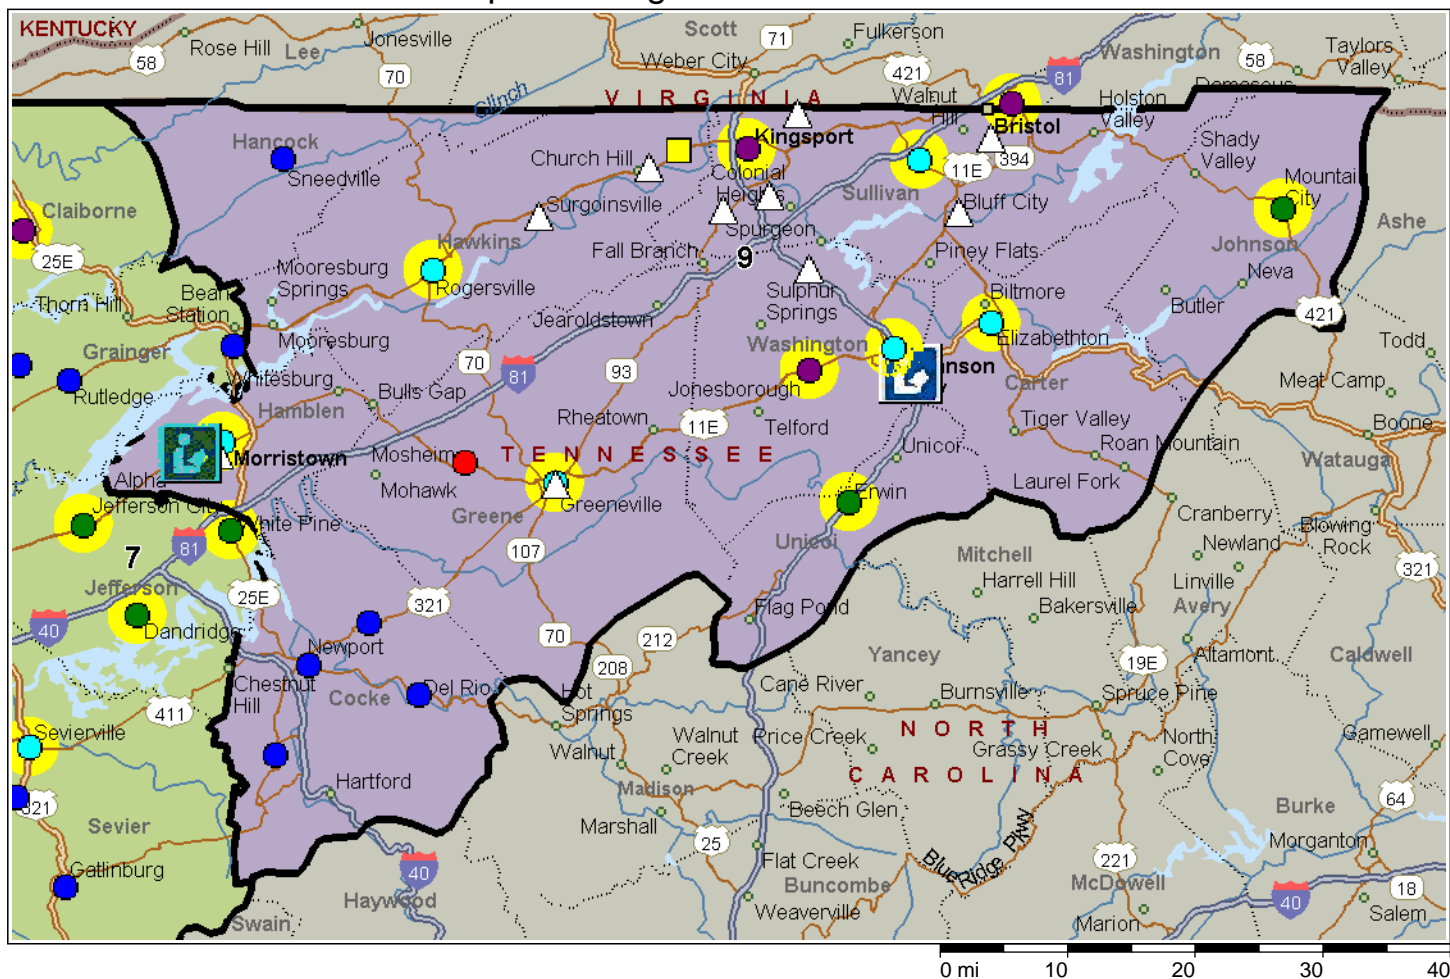 KENTUCKY
Rose Hill
Lee
58
Jonesville
70
Scott
71
Fulkerson
Weber City
421
Washington
81
58
Taylors
Valley
Clinch
VIRGINIA
Walnut
Hill
Holston
Valley
Hancock
Sneedville
Church Hill
Kingsport
Colonial
Heights
Bristol
394
11E
Shady
Valley
Mountain
City
Claiborne
25E
Surgoinsville
Hawkins
Sullivan
Bluff City
Johnson
Ashe
Fall Branch
Spurgeon
9
Piney Flats
Neva
Mooresburg
Springs
Rogersville
Thorn Hill
Bean
Station
Sulphur
Springs
Biltmore
Butler
421
Jearoldstown
Mooresburg
Grainger
Washington
Elizabethton
Todd
70
81
93
Whitesburg
Rutledge
Bulls Gap
Jonesborough
Carter
Meat Camp
Hamblen
Rheatown
11E
Telford
Tiger Valley
Boone
Morristown
Mosheim
TENNESSEE
Unicoi
Roan Mountain
Watauga
Alpha
Mohawk
Laurel Fork
Jefferson City
Greene
Greeneville
Erwin
Cranberry
White Pine
Blowing
Rock
7
81
107
Unicoi
Mitchell
Newland
Jefferson
25E
Harrell Hill
Linville
321
40
321
Flag Pond
Bakersville
Avery
Dandridge
Newport
70
212
208
Yancey
19E
Altamont
Caldwell
Chestnut
Hill
Cocke
Del Rio
Hot
Springs
Cane River
Burnsville
Spruce Pine
411
Sevierville
Walnut
Walnut
Creek
Price Creek
NORTH
CAROLINA
Grassy Creek
North
Cove
Gamewell
Hartford
Madison
321
Beech Glen
Burke
64
Sevier
Marshall
25
Blue Ridge Pkwy
Morganton
Gatlinburg
40
Flat Creek
Buncombe
221
McDowell
40
18
Haywood
Weaverville
Marion
Salem
Swain
0 mi 10 20 30 40